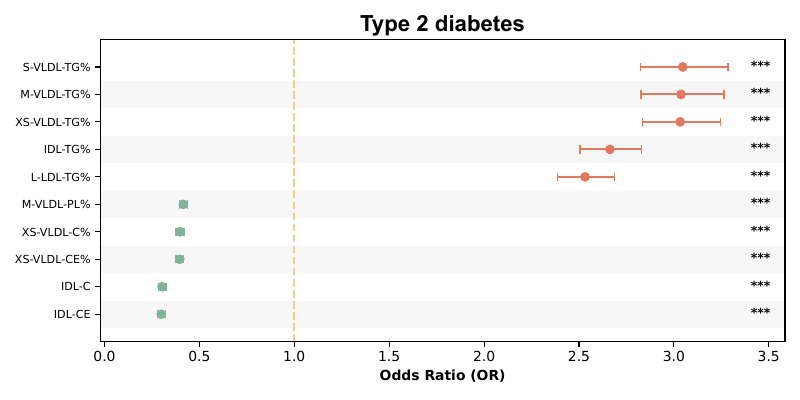 Type 2 diabetes
S-VLDL-TG% ***
M-VLDL-TG% ***
XS-VLDL-TG% ***
IDL-TG% ***
L-LDL-TG% ***
M-VLDL-PL% ***
XS-VLDL-C% ***
XS-VLDL-CE% ***
IDL-C ***
IDL-CE ***
0.0 0.5 1.0 1.5 2.0 2.5 3.0 3.5
Odds Ratio (OR)